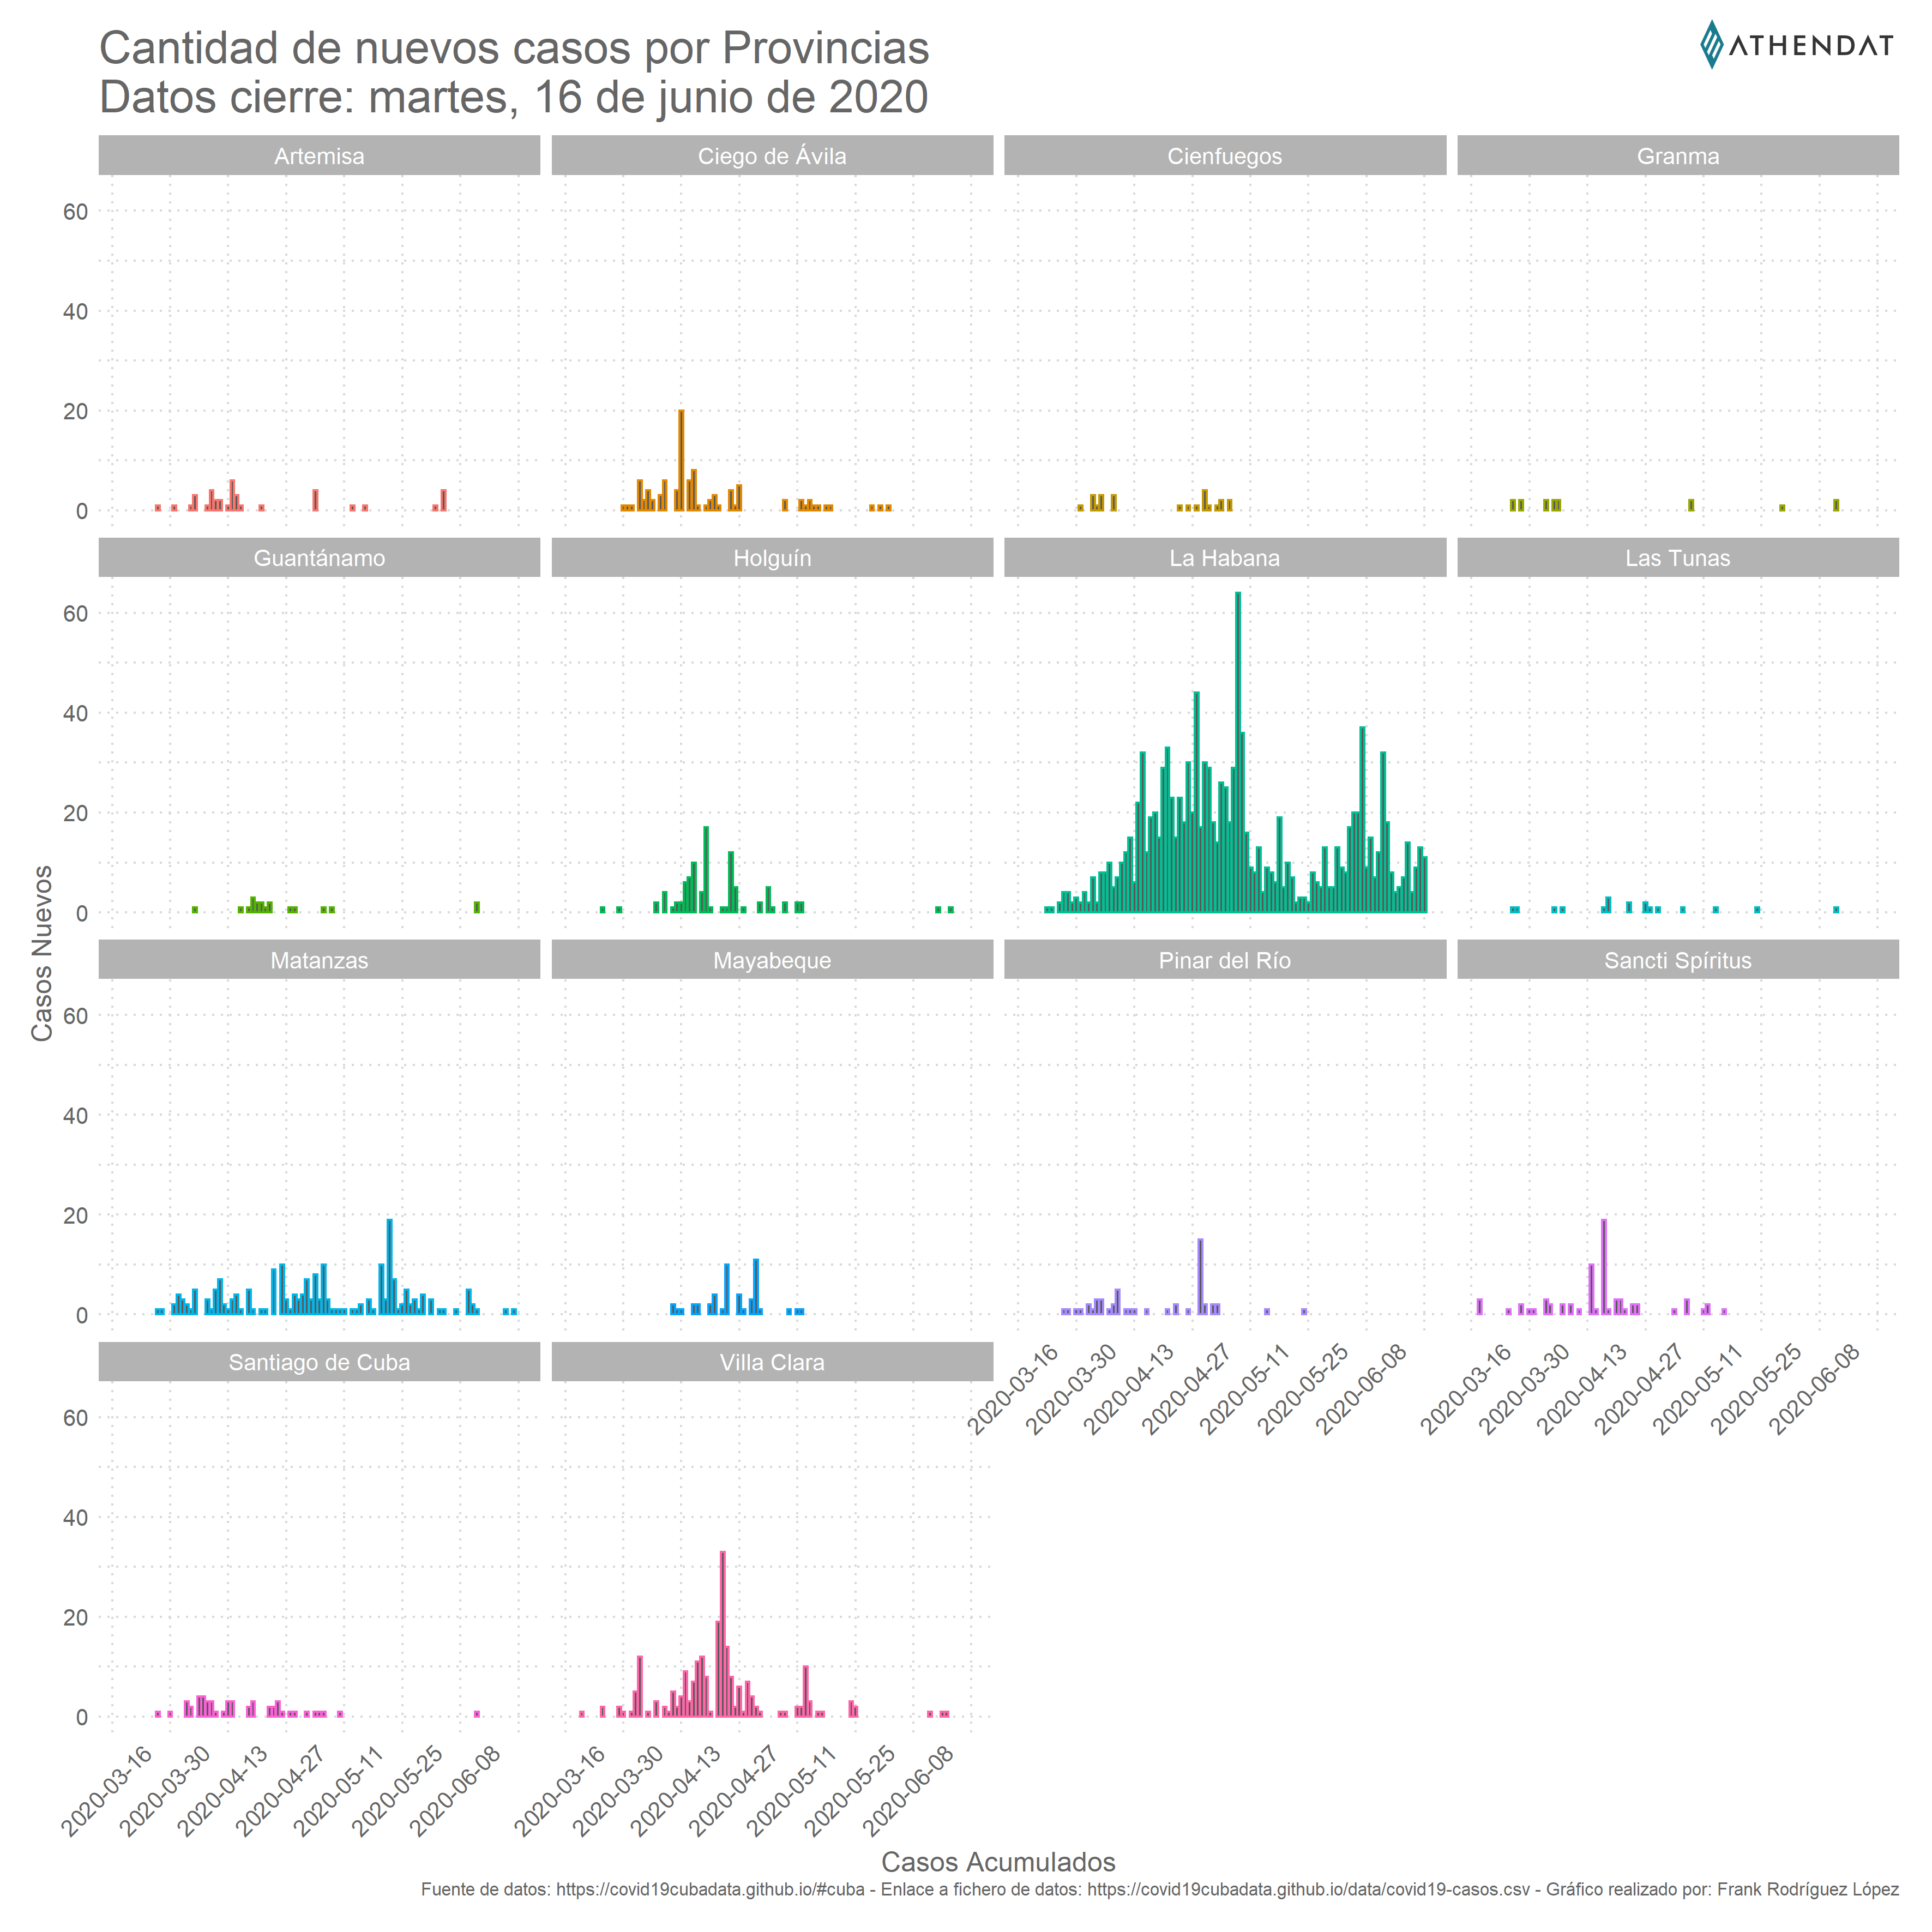 Cantidad de nuevos casos por Provincias
Datos cierre: martes, 16 de junio de 2020
ATHENDAT
Artemisa
Ciego de Ávila
Cienfuegos
Granma
60
40
20
0
Guantánamo
Holguín
La Habana
Las Tunas
60
40
20
0
Casos Nuevos
Matanzas
Mayabeque
Pinar del Río
Sancti Spíritus
60
40
20
0
2020-03-16
2020-03-30
2020-04-13
2020-04-27
2020-05-11
2020-05-25
2020-06-08
2020-03-16
2020-03-30
2020-04-13
2020-04-27
2020-05-11
2020-05-25
2020-06-08
Santiago de Cuba
Villa Clara
60
40
20
0
2020-03-16
2020-03-30
2020-04-13
2020-04-27
2020-05-11
2020-05-25
2020-06-08
2020-03-16
2020-03-30
2020-04-13
2020-04-27
2020-05-11
2020-05-25
2020-06-08
Casos Acumulados
Fuente de datos: https://covid19cubadata.github.io/#cuba - Enlace a fichero de datos: https://covid19cubadata.github.io/data/covid19-casos.csv - Gráfico realizado por: Frank Rodríguez López